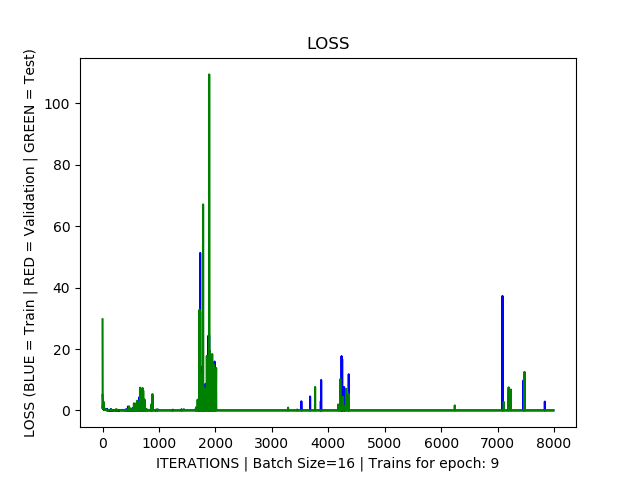 LOSS
LOSS (BLUE = Train | RED = Validation | GREEN = Test)
100
80
60
40
20
0
0 1000 2000 3000 4000 5000 6000 7000 8000
ITERATIONS | Batch Size=16 | Trains for epoch: 9